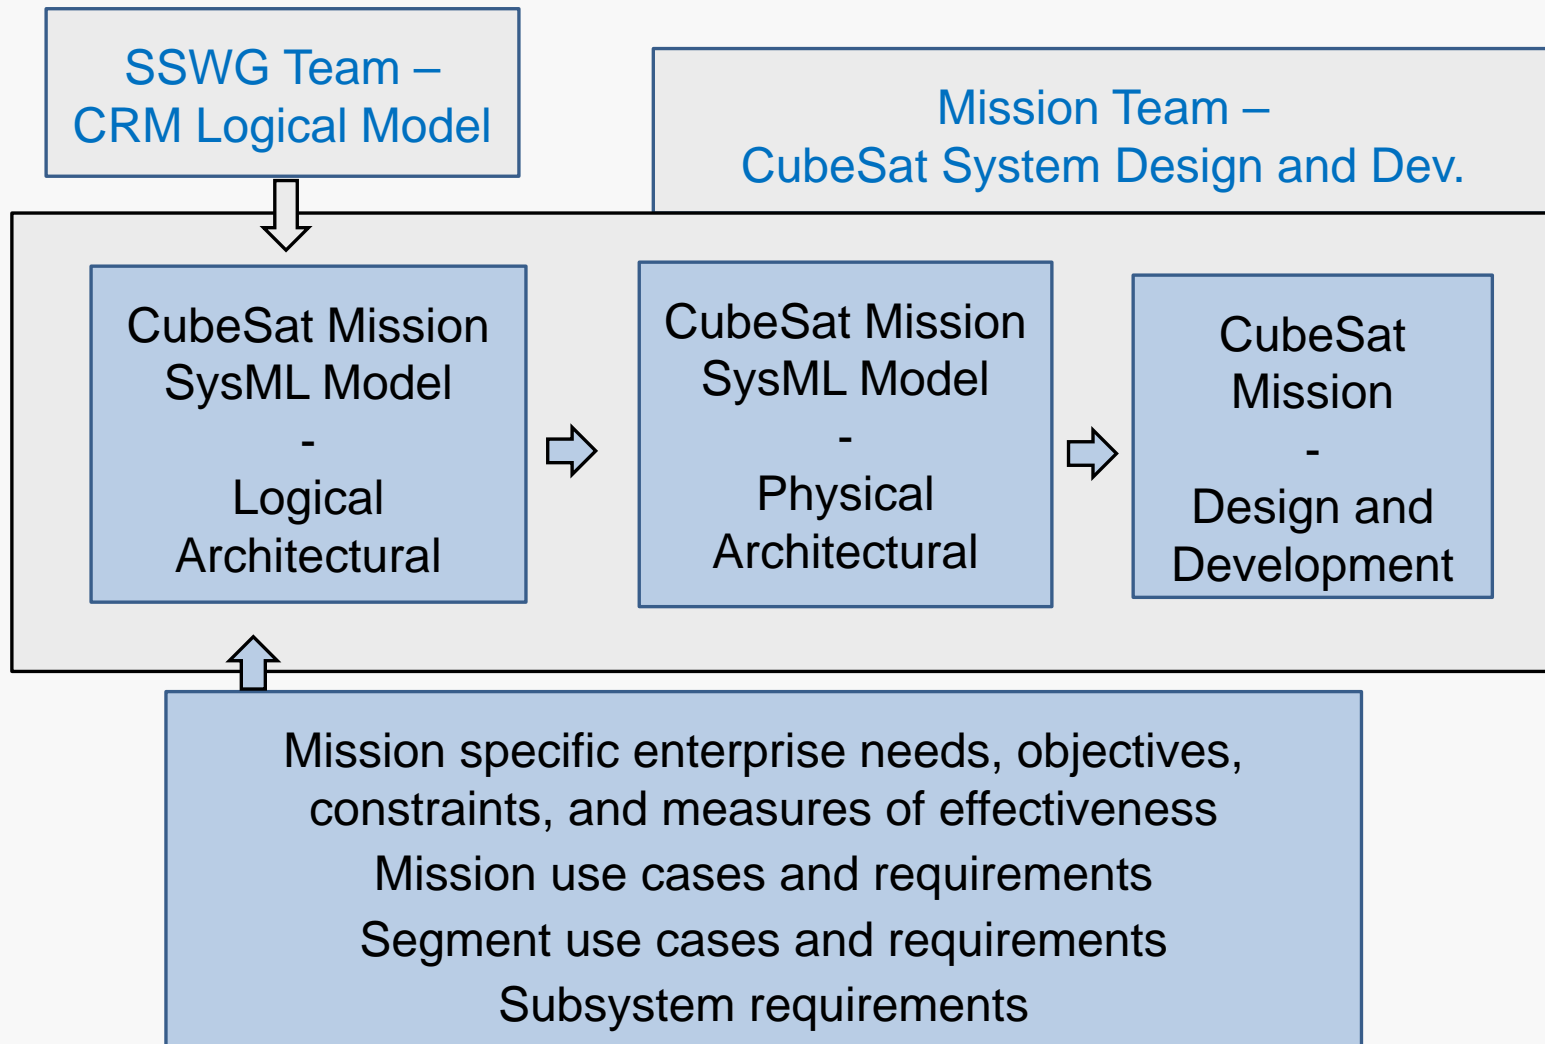 SSWG Team –
CRM Logical Model
Mission Team –
CubeSat System Design and Dev.
CubeSat Mission
SysML Model
-
Logical
Architectural
CubeSat Mission
SysML Model
-
Physical
Architectural
CubeSat
Mission
-
Design and
Development
Mission specific enterprise needs, objectives,
constraints, and measures of effectiveness
Mission use cases and requirements
Segment use cases and requirements
Subsystem requirements